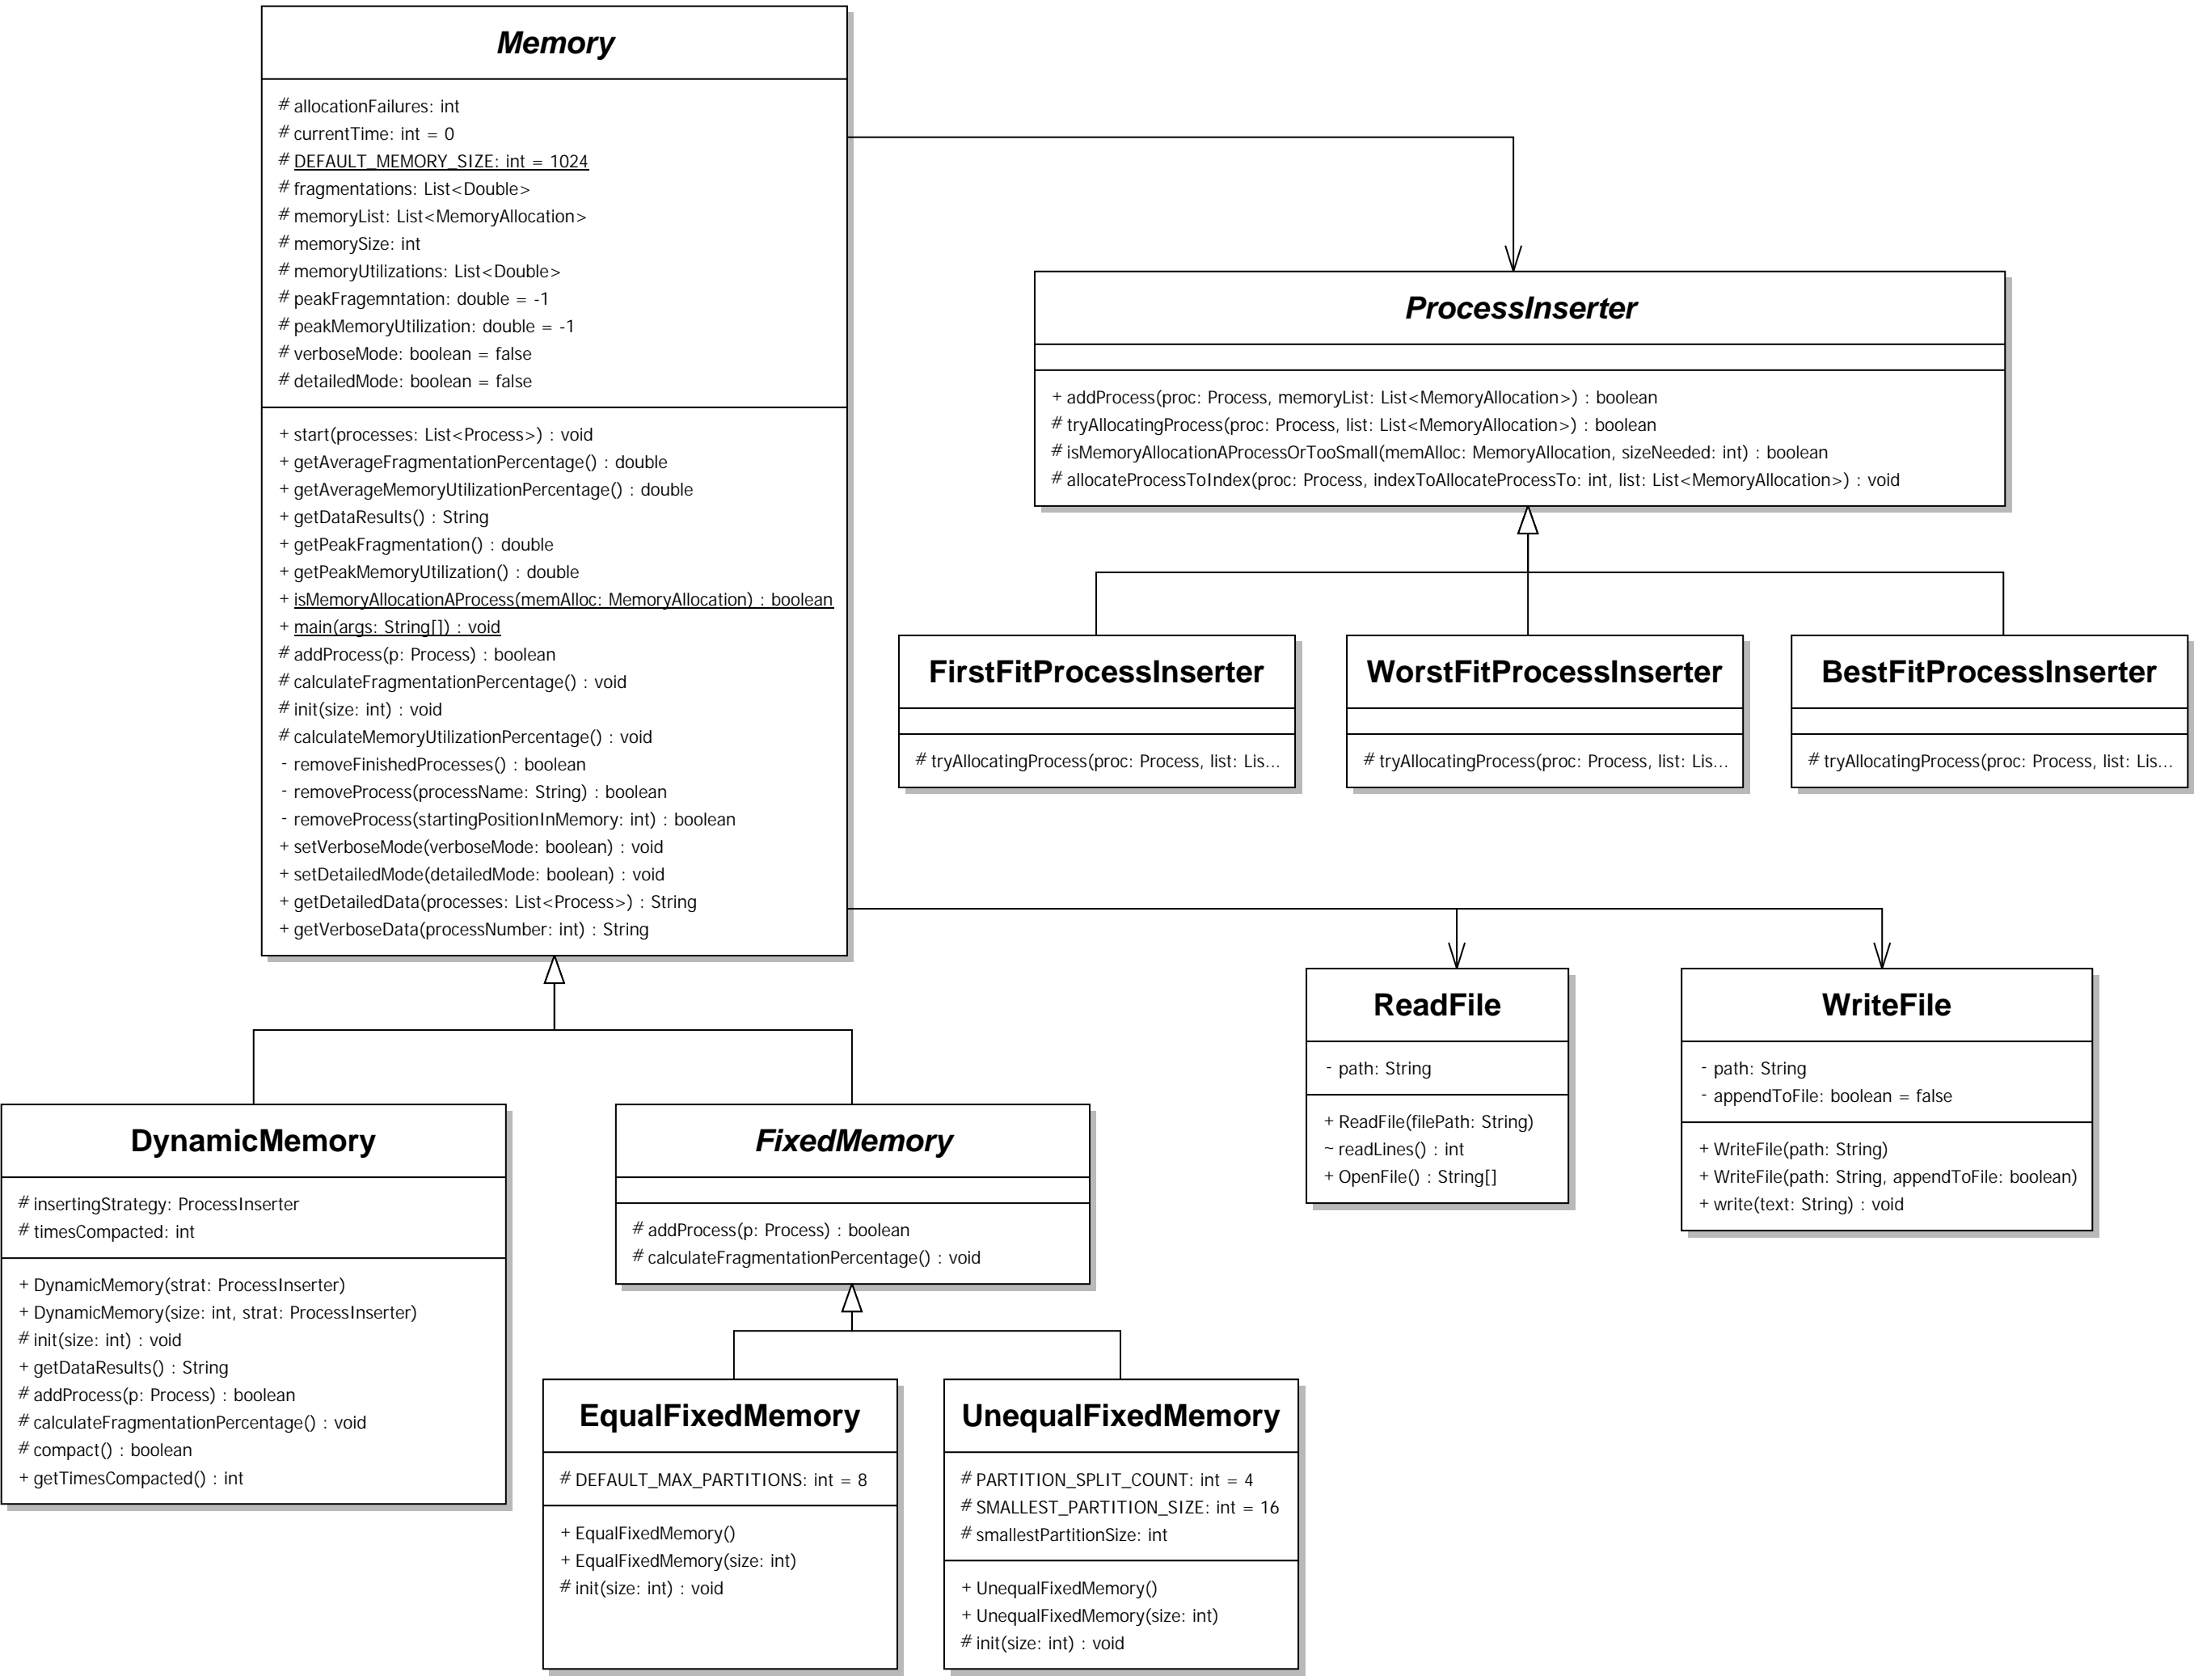 Memory
# allocationFailures: int
# currentTime: int = 0
# DEFAULT_MEMORY_SIZE: int = 1024
# fragmentations: List<Double>
# memoryList: List<MemoryAllocation>
# memorySize: int
# memoryUtilizations: List<Double>
# peakFragemntation: double = -1
# peakMemoryUtilization: double = -1
# verboseMode: boolean = false
# detailedMode: boolean = false
+ start(processes: List<Process>) : void
+ getAverageFragmentationPercentage() : double
+ getAverageMemoryUtilizationPercentage() : double
+ getDataResults() : String
+ getPeakFragmentation() : double
+ getPeakMemoryUtilization() : double
+ isMemoryAllocationAProcess(memAlloc: MemoryAllocation) : boolean
+ main(args: String[]) : void
# addProcess(p: Process) : boolean
# calculateFragmentationPercentage() : void
# init(size: int) : void
# calculateMemoryUtilizationPercentage() : void
- removeFinishedProcesses() : boolean
- removeProcess(processName: String) : boolean
- removeProcess(startingPositionInMemory: int) : boolean
+ setVerboseMode(verboseMode: boolean) : void
+ setDetailedMode(detailedMode: boolean) : void
+ getDetailedData(processes: List<Process>) : String
+ getVerboseData(processNumber: int) : String
ProcessInserter
+ addProcess(proc: Process, memoryList: List<MemoryAllocation>) : boolean
# tryAllocatingProcess(proc: Process, list: List<MemoryAllocation>) : boolean
# isMemoryAllocationAProcessOrTooSmall(memAlloc: MemoryAllocation, sizeNeeded: int) : boolean
# allocateProcessToIndex(proc: Process, indexToAllocateProcessTo: int, list: List<MemoryAllocation>) : void
FirstFitProcessInserter
# tryAllocatingProcess(proc: Process, list: Lis...
WorstFitProcessInserter
# tryAllocatingProcess(proc: Process, list: Lis...
BestFitProcessInserter
# tryAllocatingProcess(proc: Process, list: Lis...
ReadFile
- path: String
+ ReadFile(filePath: String)
~ readLines() : int
+ OpenFile() : String[]
WriteFile
- path: String
- appendToFile: boolean = false
+ WriteFile(path: String)
+ WriteFile(path: String, appendToFile: boolean)
+ write(text: String) : void
DynamicMemory
# insertingStrategy: ProcessInserter
# timesCompacted: int
+ DynamicMemory(strat: ProcessInserter)
+ DynamicMemory(size: int, strat: ProcessInserter)
# init(size: int) : void
+ getDataResults() : String
# addProcess(p: Process) : boolean
# calculateFragmentationPercentage() : void
# compact() : boolean
+ getTimesCompacted() : int
FixedMemory
# addProcess(p: Process) : boolean
# calculateFragmentationPercentage() : void
EqualFixedMemory
# DEFAULT_MAX_PARTITIONS: int = 8
+ EqualFixedMemory()
+ EqualFixedMemory(size: int)
# init(size: int) : void
UnequalFixedMemory
# PARTITION_SPLIT_COUNT: int = 4
# SMALLEST_PARTITION_SIZE: int = 16
# smallestPartitionSize: int
+ UnequalFixedMemory()
+ UnequalFixedMemory(size: int)
# init(size: int) : void